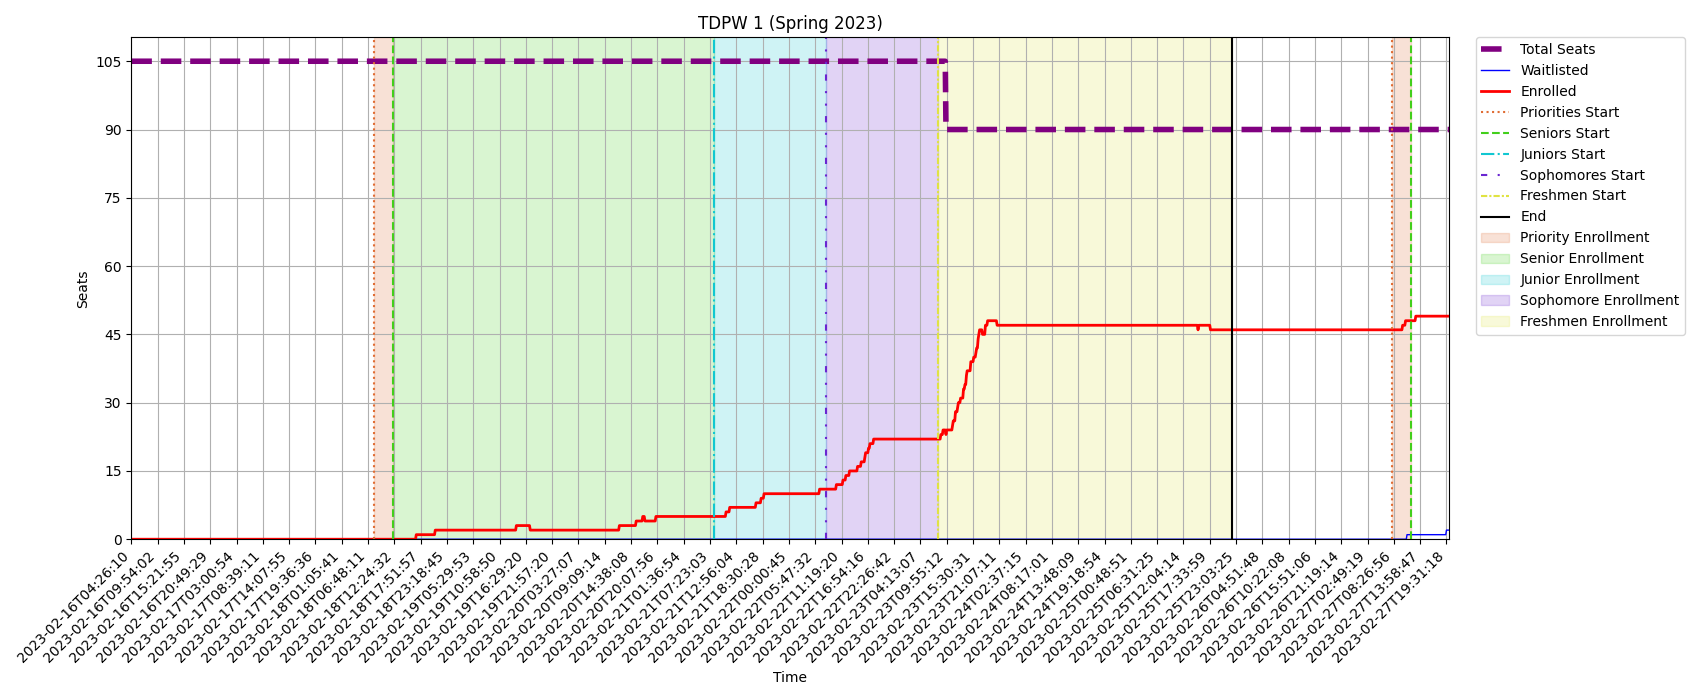 TDPW 1 (Spring 2023)
105
90
75
60
45
30
15
0
Seats
2023-02-16T04:26:10
2023-02-16T09:54:02
2023-02-16T15:21:55
2023-02-16T20:49:29
2023-02-17T03:00:54
2023-02-17T08:39:11
2023-02-17T14:07:55
2023-02-17T19:36:36
2023-02-18T01:05:41
2023-02-18T06:48:11
2023-02-18T12:24:32
2023-02-18T17:51:57
2023-02-18T23:18:45
2023-02-19T05:29:53
2023-02-19T10:58:50
2023-02-19T16:29:20
2023-02-19T21:57:20
2023-02-20T03:27:07
2023-02-20T09:09:14
2023-02-20T14:38:08
2023-02-20T20:07:56
2023-02-21T01:36:54
2023-02-21T07:23:03
2023-02-21T12:56:04
2023-02-21T18:30:28
2023-02-22T00:00:45
2023-02-22T05:47:32
2023-02-22T11:19:20
2023-02-22T16:54:16
2023-02-22T22:26:42
2023-02-23T04:13:07
2023-02-23T09:55:12
2023-02-23T15:30:31
2023-02-23T21:07:11
2023-02-24T02:37:15
2023-02-24T08:17:01
2023-02-24T13:48:09
2023-02-24T19:18:54
2023-02-25T00:48:51
2023-02-25T06:31:25
2023-02-25T12:04:14
2023-02-25T17:33:59
2023-02-25T23:03:25
2023-02-26T04:51:48
2023-02-26T10:22:08
2023-02-26T15:51:06
2023-02-26T21:19:14
2023-02-27T02:49:19
2023-02-27T08:26:56
2023-02-27T13:58:47
2023-02-27T19:31:18
Time
Total Seats
Waitlisted
Enrolled
Priorities Start
Seniors Start
Juniors Start
Sophomores Start
Freshmen Start
End
Priority Enrollment
Senior Enrollment
Junior Enrollment
Sophomore Enrollment
Freshmen Enrollment